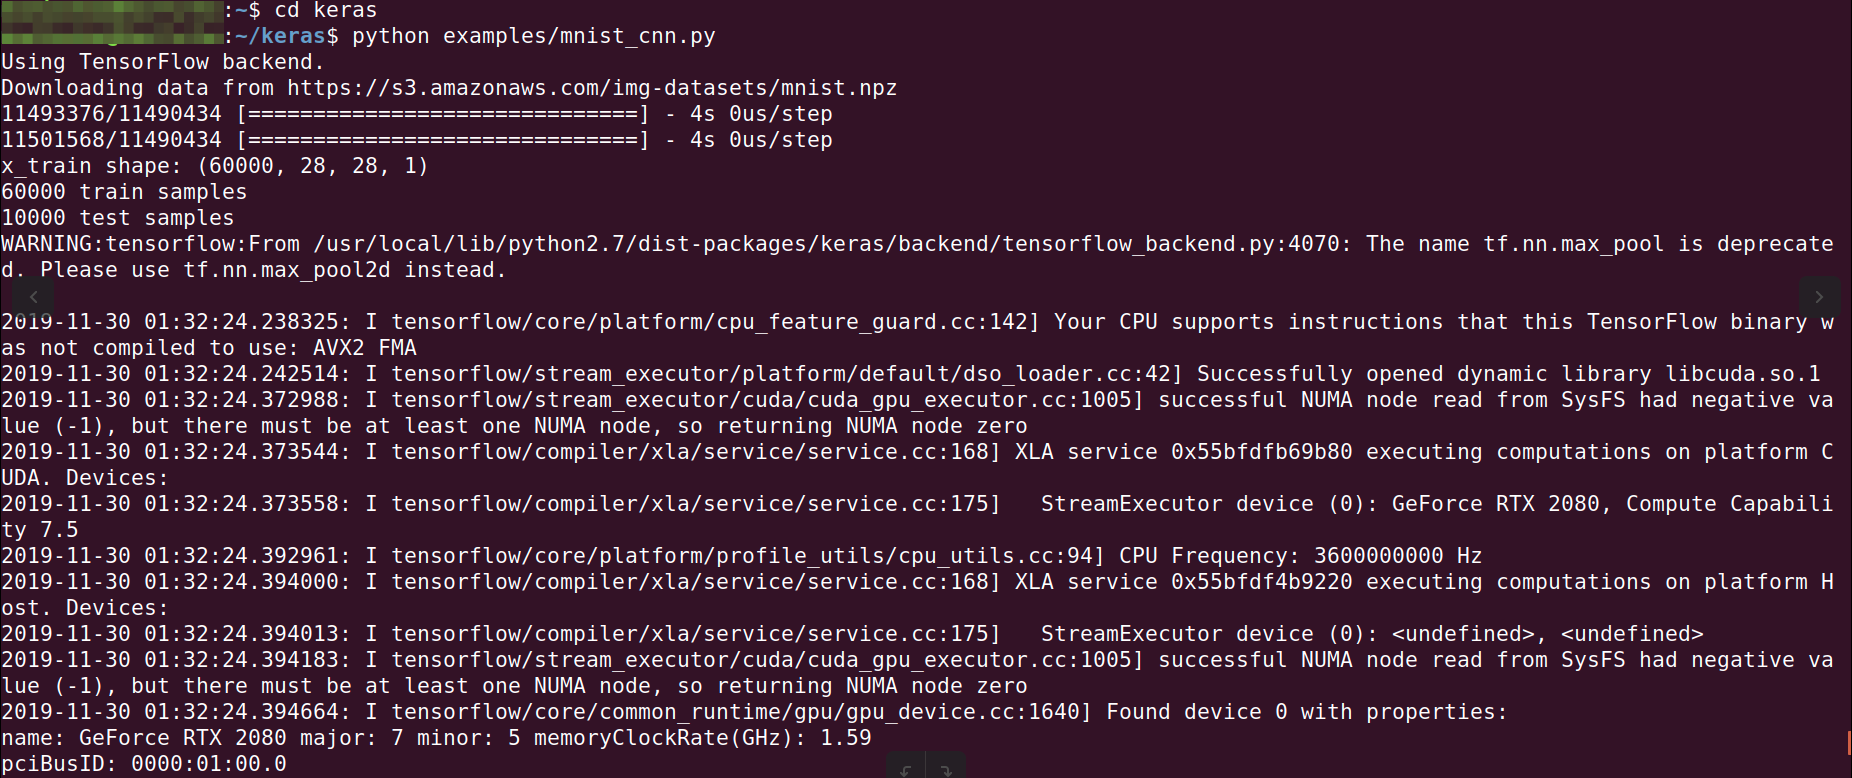 :~$ cd keras
:~/keras$ python examples/mnist_cnn.py
Using TensorFlow backend.
Downloading data from https://s3.amazonaws.com/img-datasets/mnist.npz
11493376/11490434 [==============================] - 4s 0us/step
11501568/11490434 [==============================] - 4s 0us/step
x_train shape: (60000, 28, 28, 1)
60000 train samples
10000 test samples
WARNING:tensorflow:From /usr/local/lib/python2.7/dist-packages/keras/backend/tensorflow_backend.py:4070: The name tf.nn.max_pool is deprecate
d. Please use tf.nn.max_pool2d instead.
2019-11-30 01:32:24.238325: I tensorflow/core/platform/cpu_feature_guard.cc:142] Your CPU supports instructions that this TensorFlow binary w
as not compiled to use: AVX2 FMA
2019-11-30 01:32:24.242514: I tensorflow/stream_executor/platform/default/dso_loader.cc:42] Successfully opened dynamic library libcuda.so.1
2019-11-30 01:32:24.372988: I tensorflow/stream_executor/cuda/cuda_gpu_executor.cc:1005] successful NUMA node read from SysFS had negative va
lue (-1), but there must be at least one NUMA node, so returning NUMA node zero
2019-11-30 01:32:24.373544: I tensorflow/compiler/xla/service/service.cc:168] XLA service 0x55bfdfb69b80 executing computations on platform C
UDA. Devices:
2019-11-30 01:32:24.373558: I tensorflow/compiler/xla/service/service.cc:175]   StreamExecutor device (0): GeForce RTX 2080, Compute Capabili
ty 7.5
2019-11-30 01:32:24.392961: I tensorflow/core/platform/profile_utils/cpu_utils.cc:94] CPU Frequency: 3600000000 Hz
2019-11-30 01:32:24.394000: I tensorflow/compiler/xla/service/service.cc:168] XLA service 0x55bfdf4b9220 executing computations on platform H
ost. Devices:
2019-11-30 01:32:24.394013: I tensorflow/compiler/xla/service/service.cc:175]   StreamExecutor device (0): <undefined>, <undefined>
2019-11-30 01:32:24.394183: I tensorflow/stream_executor/cuda/cuda_gpu_executor.cc:1005] successful NUMA node read from SysFS had negative va
lue (-1), but there must be at least one NUMA node, so returning NUMA node zero
2019-11-30 01:32:24.394664: I tensorflow/core/common_runtime/gpu/gpu_device.cc:1640] Found device 0 with properties:
name: GeForce RTX 2080 major: 7 minor: 5 memoryClockRate(GHz): 1.59
pciBusID: 0000:01:00.0